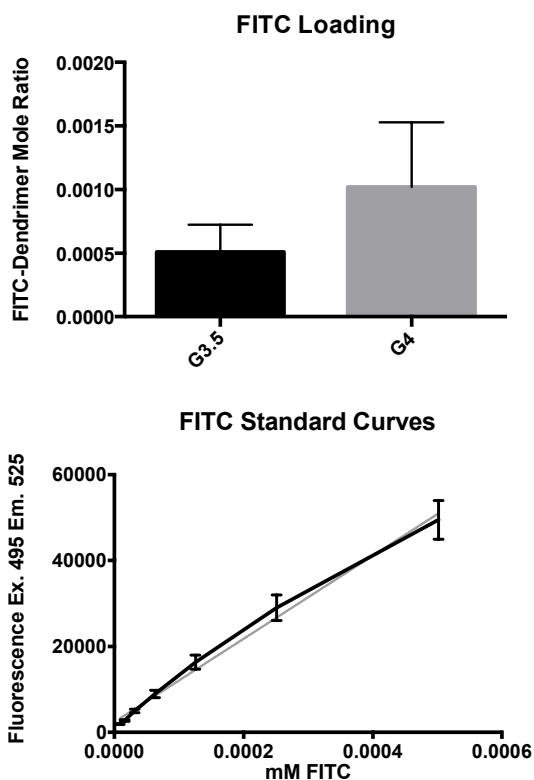 FITC Loading
FITC-Dendrimer Mole Ratio
0.0020
0.0015
0.0010
0.0005
0.0000
G3.5
G4
FITC Standard Curves
Fluorescence Ex. 495 Em. 525
60000
40000
20000
0
0.0000
0.0002
0.0004
0.0006
mM FITC